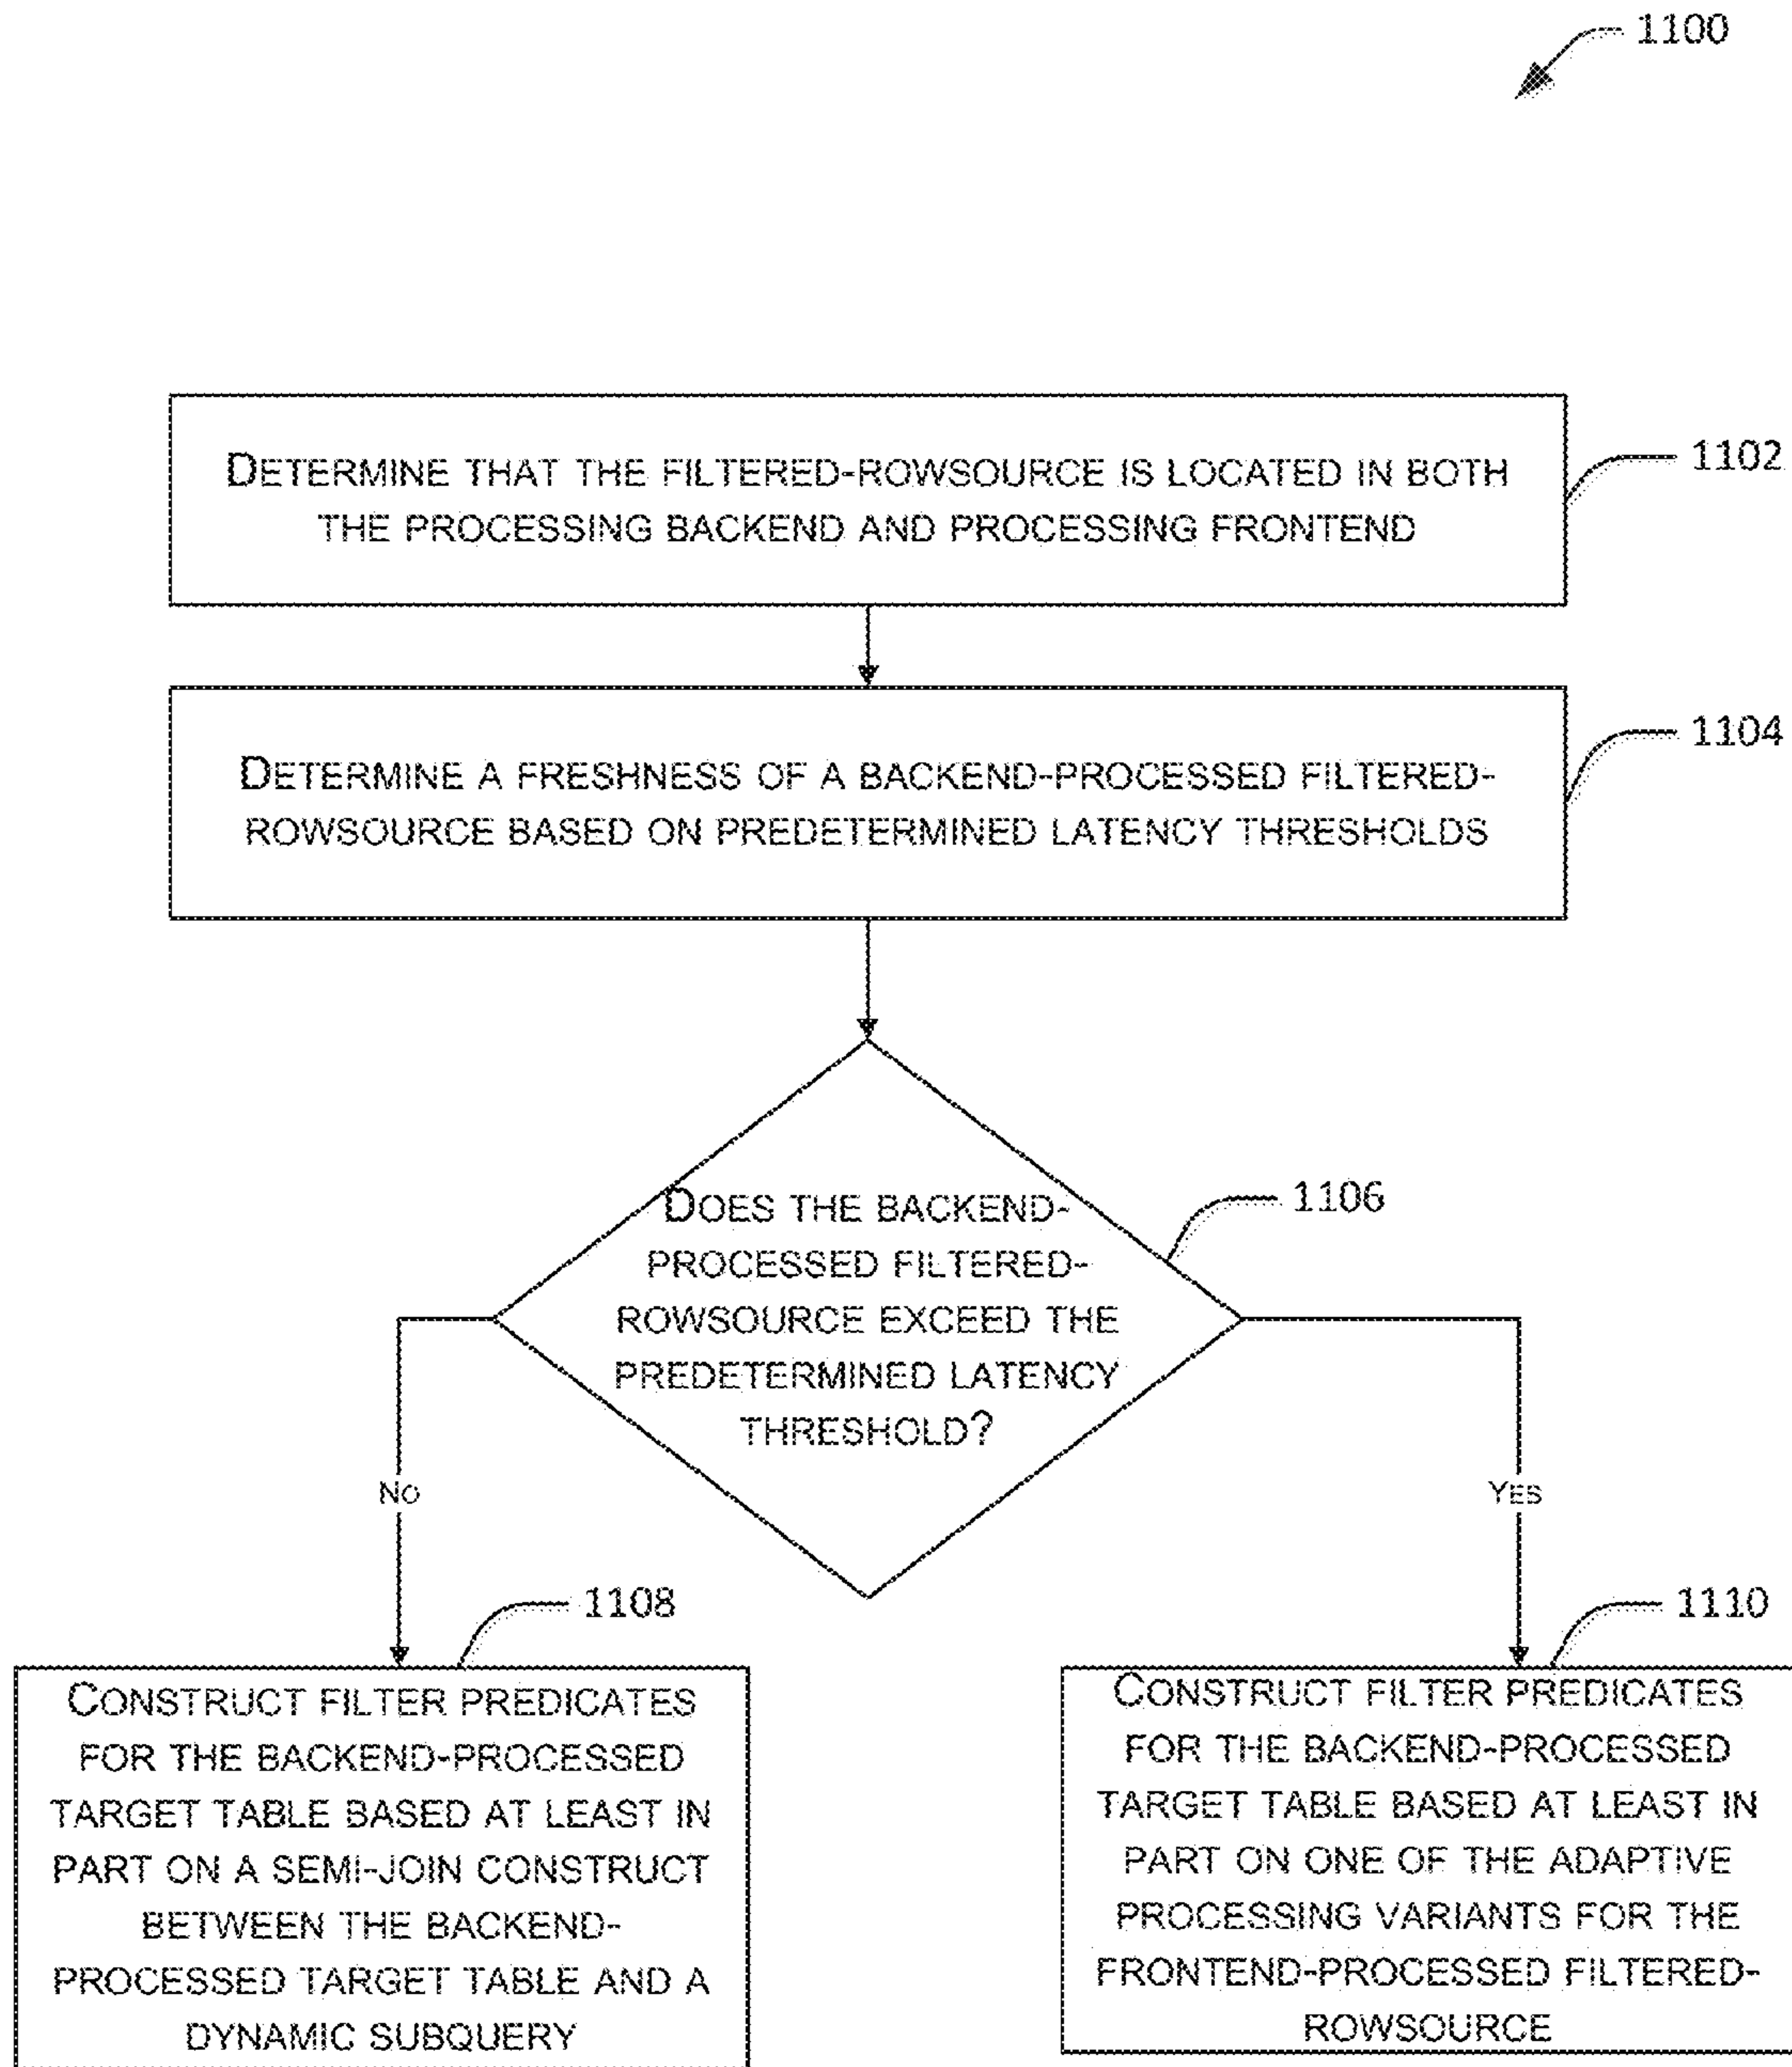 1100
DETERMINE THAT THE FILTERED-ROWSOURCE IS LOCATED IN BOTH
THE PROCESSING BACKEND AND PROCESSING FRONTEND
1102
DETERMINE A FRESHNESS OF A BACKEND-PROCESSED FILTERED-
ROWSOURCE BASED ON PREDETERMINED LATENCY THRESHOLDS
1104
DOES THE BACKEND-
PROCESSED FILTERED-
ROWSOURCE EXCEED THE
PREDETERMINED LATENCY
THRESHOLD?
1106
NO
YES
1108
CONSTRUCT FILTER PREDICATES
FOR THE BACKEND-PROCESSED
TARGET TABLE BASED AT LEAST IN
PART ON A SEMI-JOIN CONSTRUCT
BETWEEN THE BACKEND-
PROCESSED TARGET TABLE AND A
DYNAMIC SUBQUERY
1110
CONSTRUCT FILTER PREDICATES
FOR THE BACKEND-PROCESSED
TARGET TABLE BASED AT LEAST IN
PART ON ONE OF THE ADAPTIVE
PROCESSING VARIANTS FOR THE
FRONTEND-PROCESSED FILTERED-
ROWSOURCE